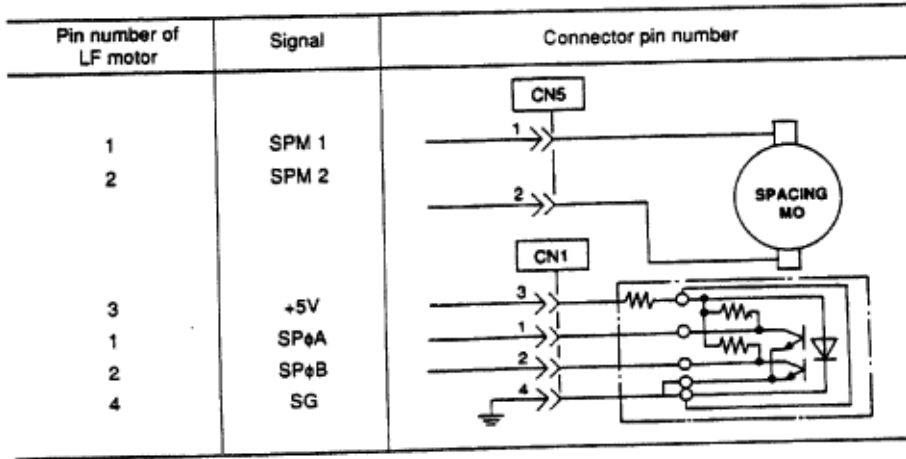 Pin number of
LF motor
Signal
Connector pin number
CN5
1 SPM 1 1
2 SPM 2 2
SPACING
MO
CN1
3 +5V 3
1 SPφA 1
2 SPφB 2
4 SG 4